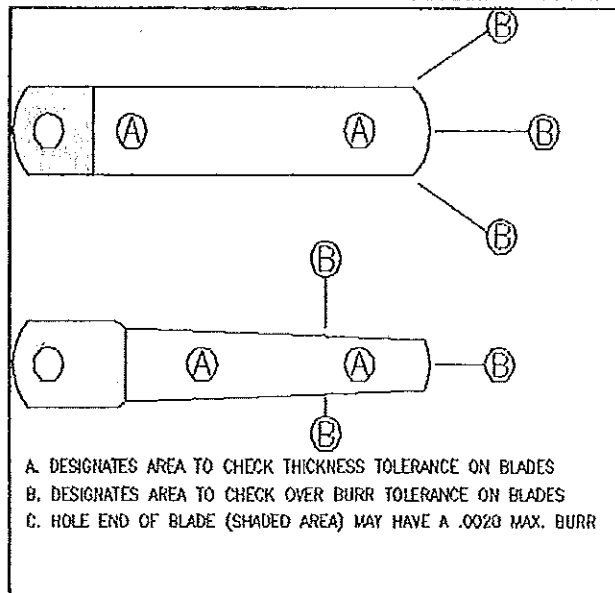 B
A
A
B
B
B
A
A
B
B
A. DESIGNATES AREA TO CHECK THICKNESS TOLERANCE ON BLADES
B. DESIGNATES AREA TO CHECK OVER BURR TOLERANCE ON BLADES
C. HOLE END OF BLADE (SHADED AREA) MAY HAVE A .0020 MAX. BURR